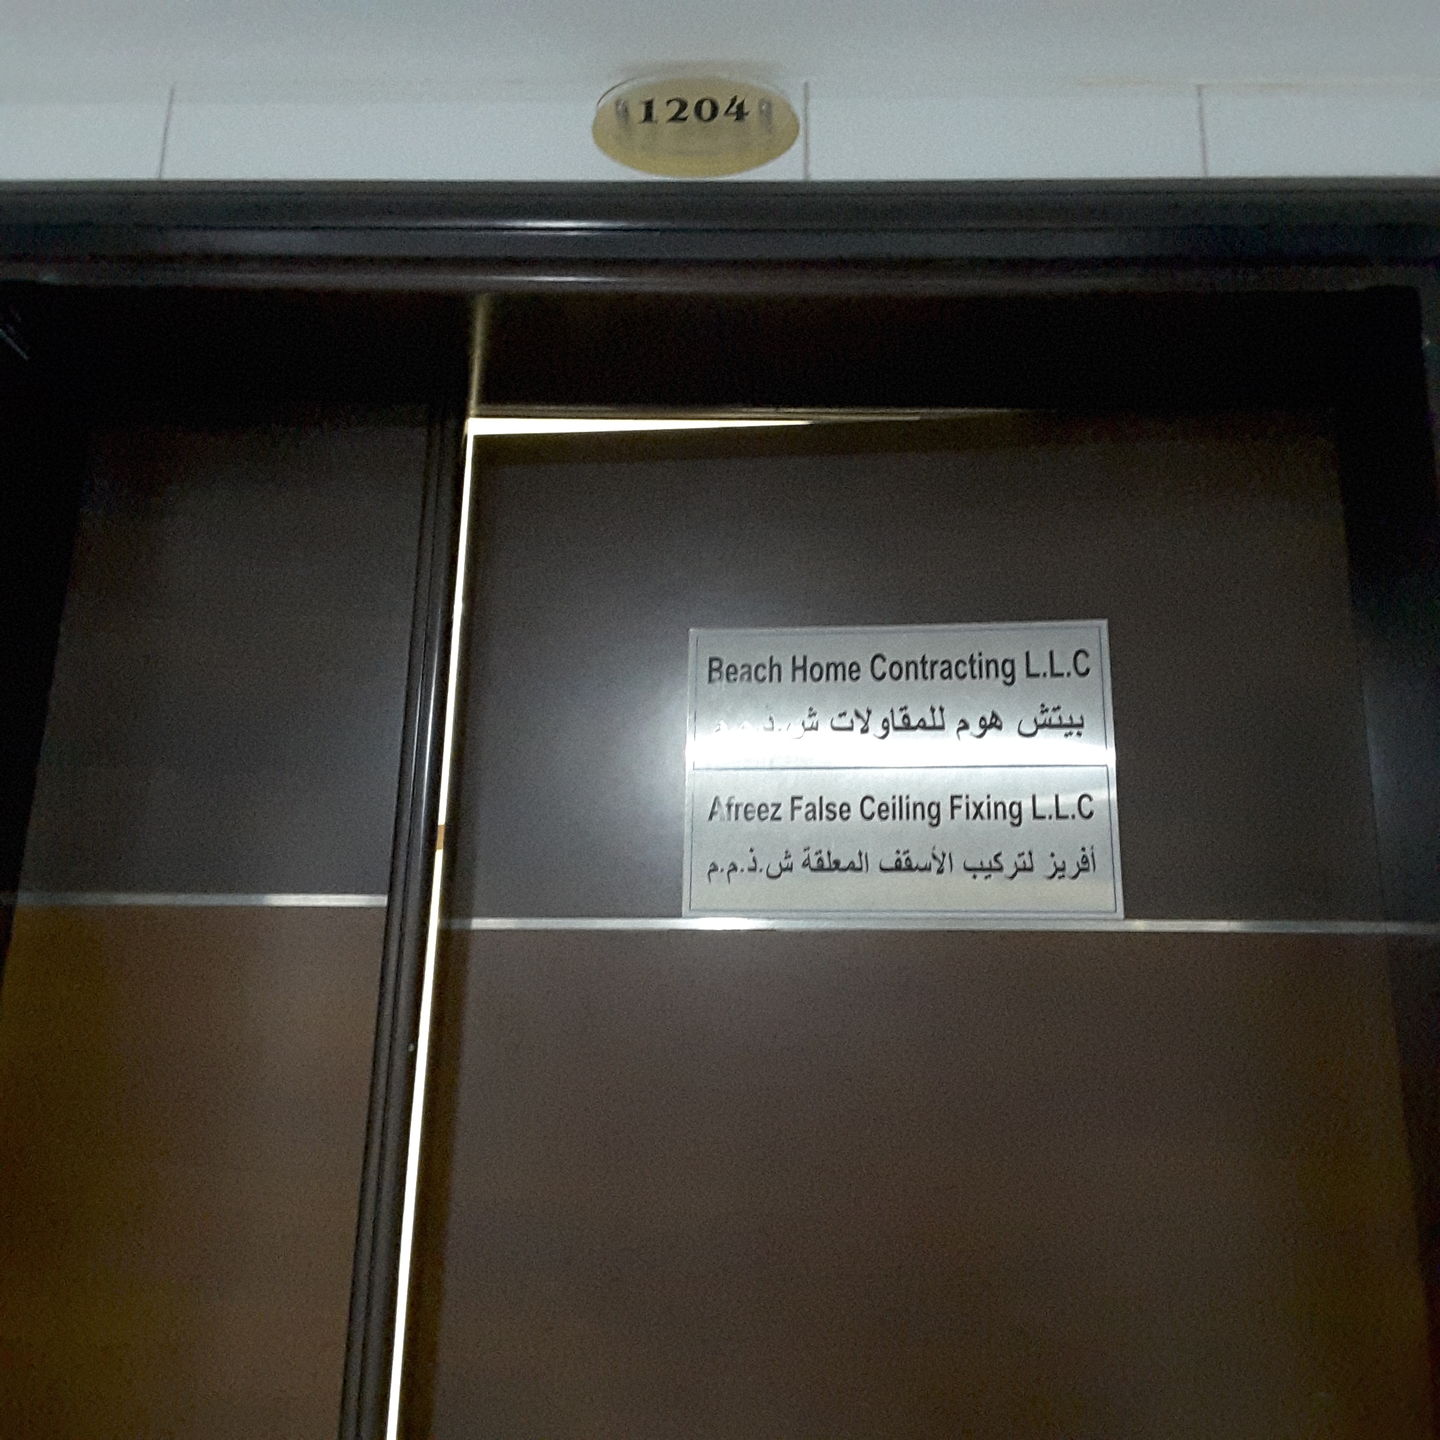 1204
Beach Home Contracting L.L.C
بيتش هوم للمقاولات ش.ذ.م.م
Afreez False Ceiling Fixing L.L.C
أفريز لتركيب الأسقف المعلقة ش.ذ.م.م